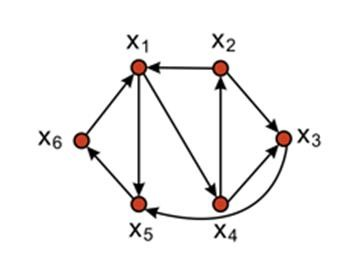 x₁ x₂
x₆ x₃
x₅ x₄